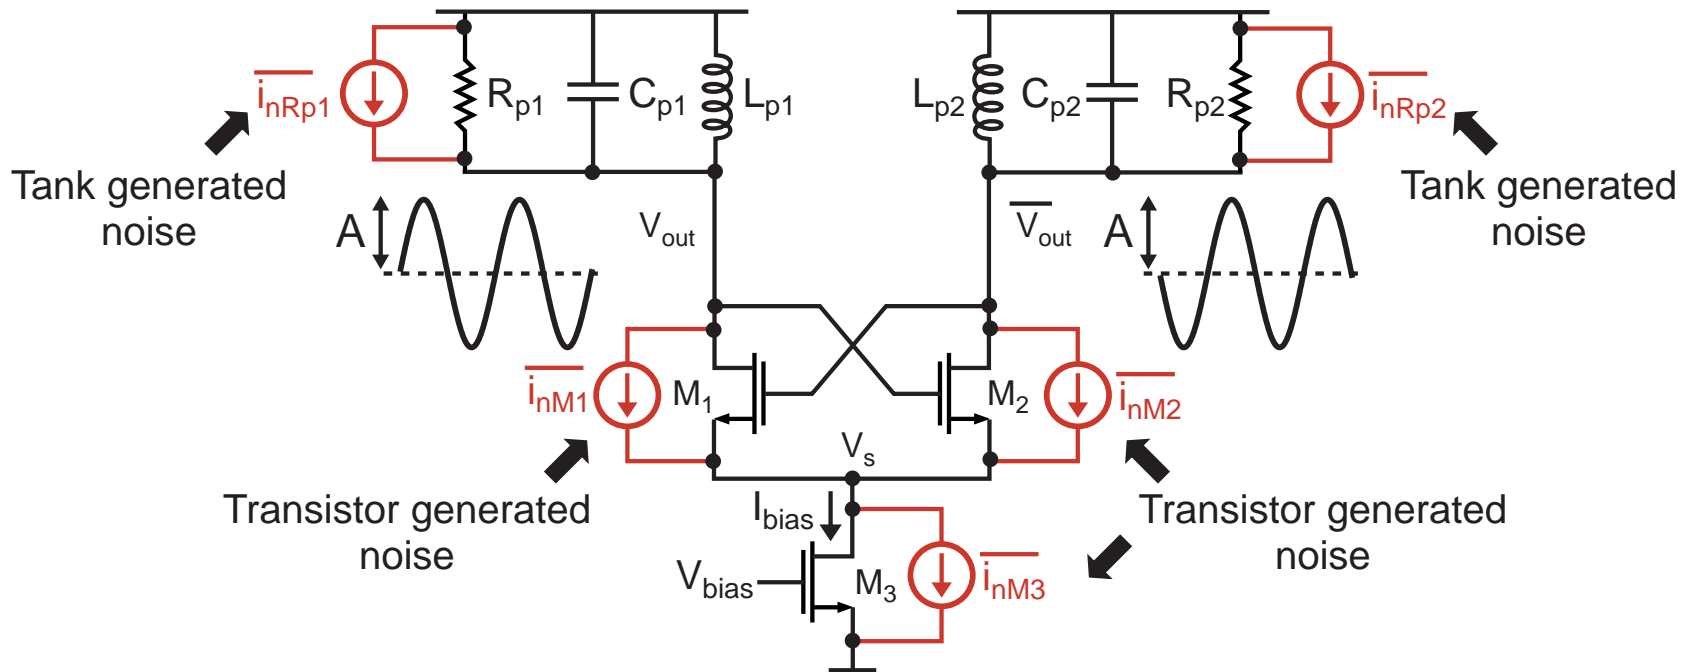 i̅nRp1
Rp1
Cp1
Lp1
Lp2
Cp2
Rp2
i̅nRp2
Tank generated
noise
A
Vout
V̅out
A
Tank generated
noise
i̅nM1
M1
M2
i̅nM2
Vs
Transistor generated
noise
Ibias
Transistor generated
noise
Vbias
M3
i̅nM3